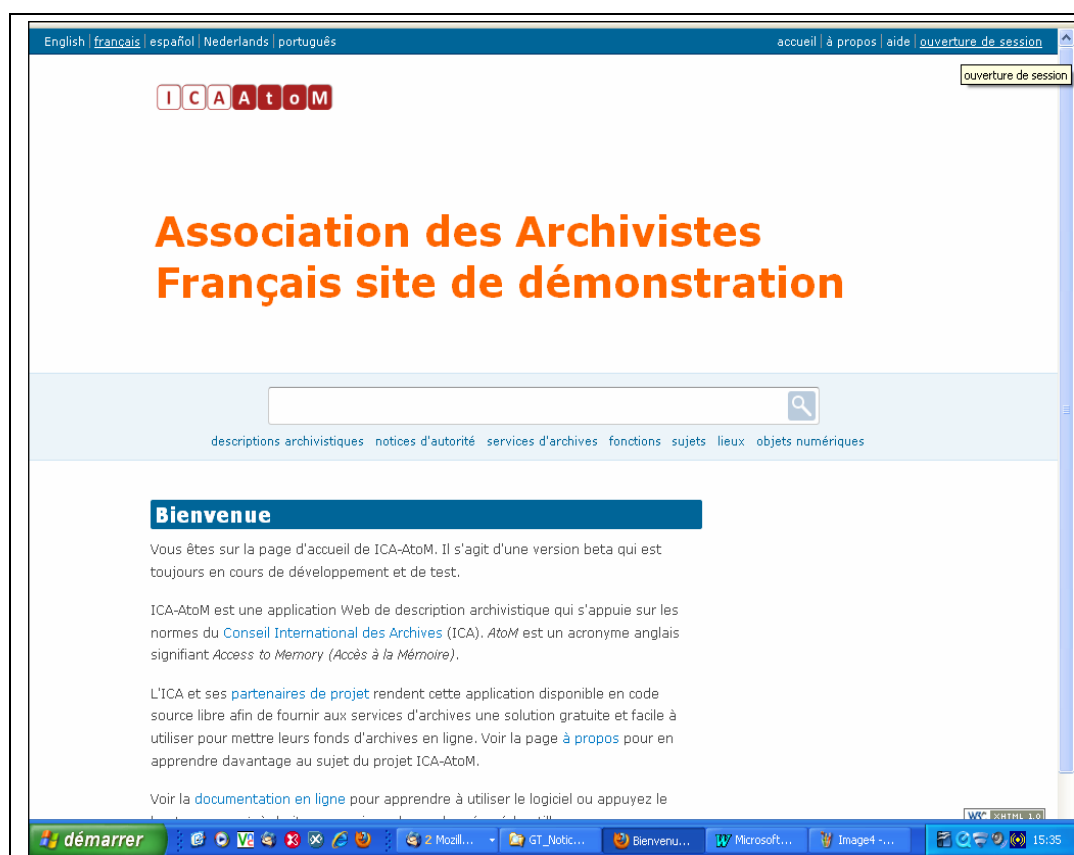 English | français | español | Nederlands | português
accueil | à propos | aide | ouverture de session
ouverture de session
ICAAtoM
Association des Archivistes
Français site de démonstration
descriptions archivistiques notices d'autorité services d'archives fonctions sujets lieux objets numériques
Bienvenue
Vous êtes sur la page d'accueil de ICA-AtoM. Il s'agit d'une version beta qui est
toujours en cours de développement et de test.
ICA-AtoM est une application Web de description archivistique qui s'appuie sur les
normes du Conseil International des Archives (ICA). AtoM est un acronyme anglais
signifiant Access to Memory (Accès à la Mémoire).
L'ICA et ses partenaires de projet rendent cette application disponible en code
source libre afin de fournir aux services d'archives une solution gratuite et facile à
utiliser pour mettre leurs fonds d'archives en ligne. Voir la page à propos pour en
apprendre davantage au sujet du projet ICA-AtoM.
Voir la documentation en ligne pour apprendre à utiliser le logiciel ou appuyez le
W3C XHTML 1.0
démarrer
2 Mozill...
GT_Notic...
Bienvenu...
Microsoft...
Image4 -...
15:35